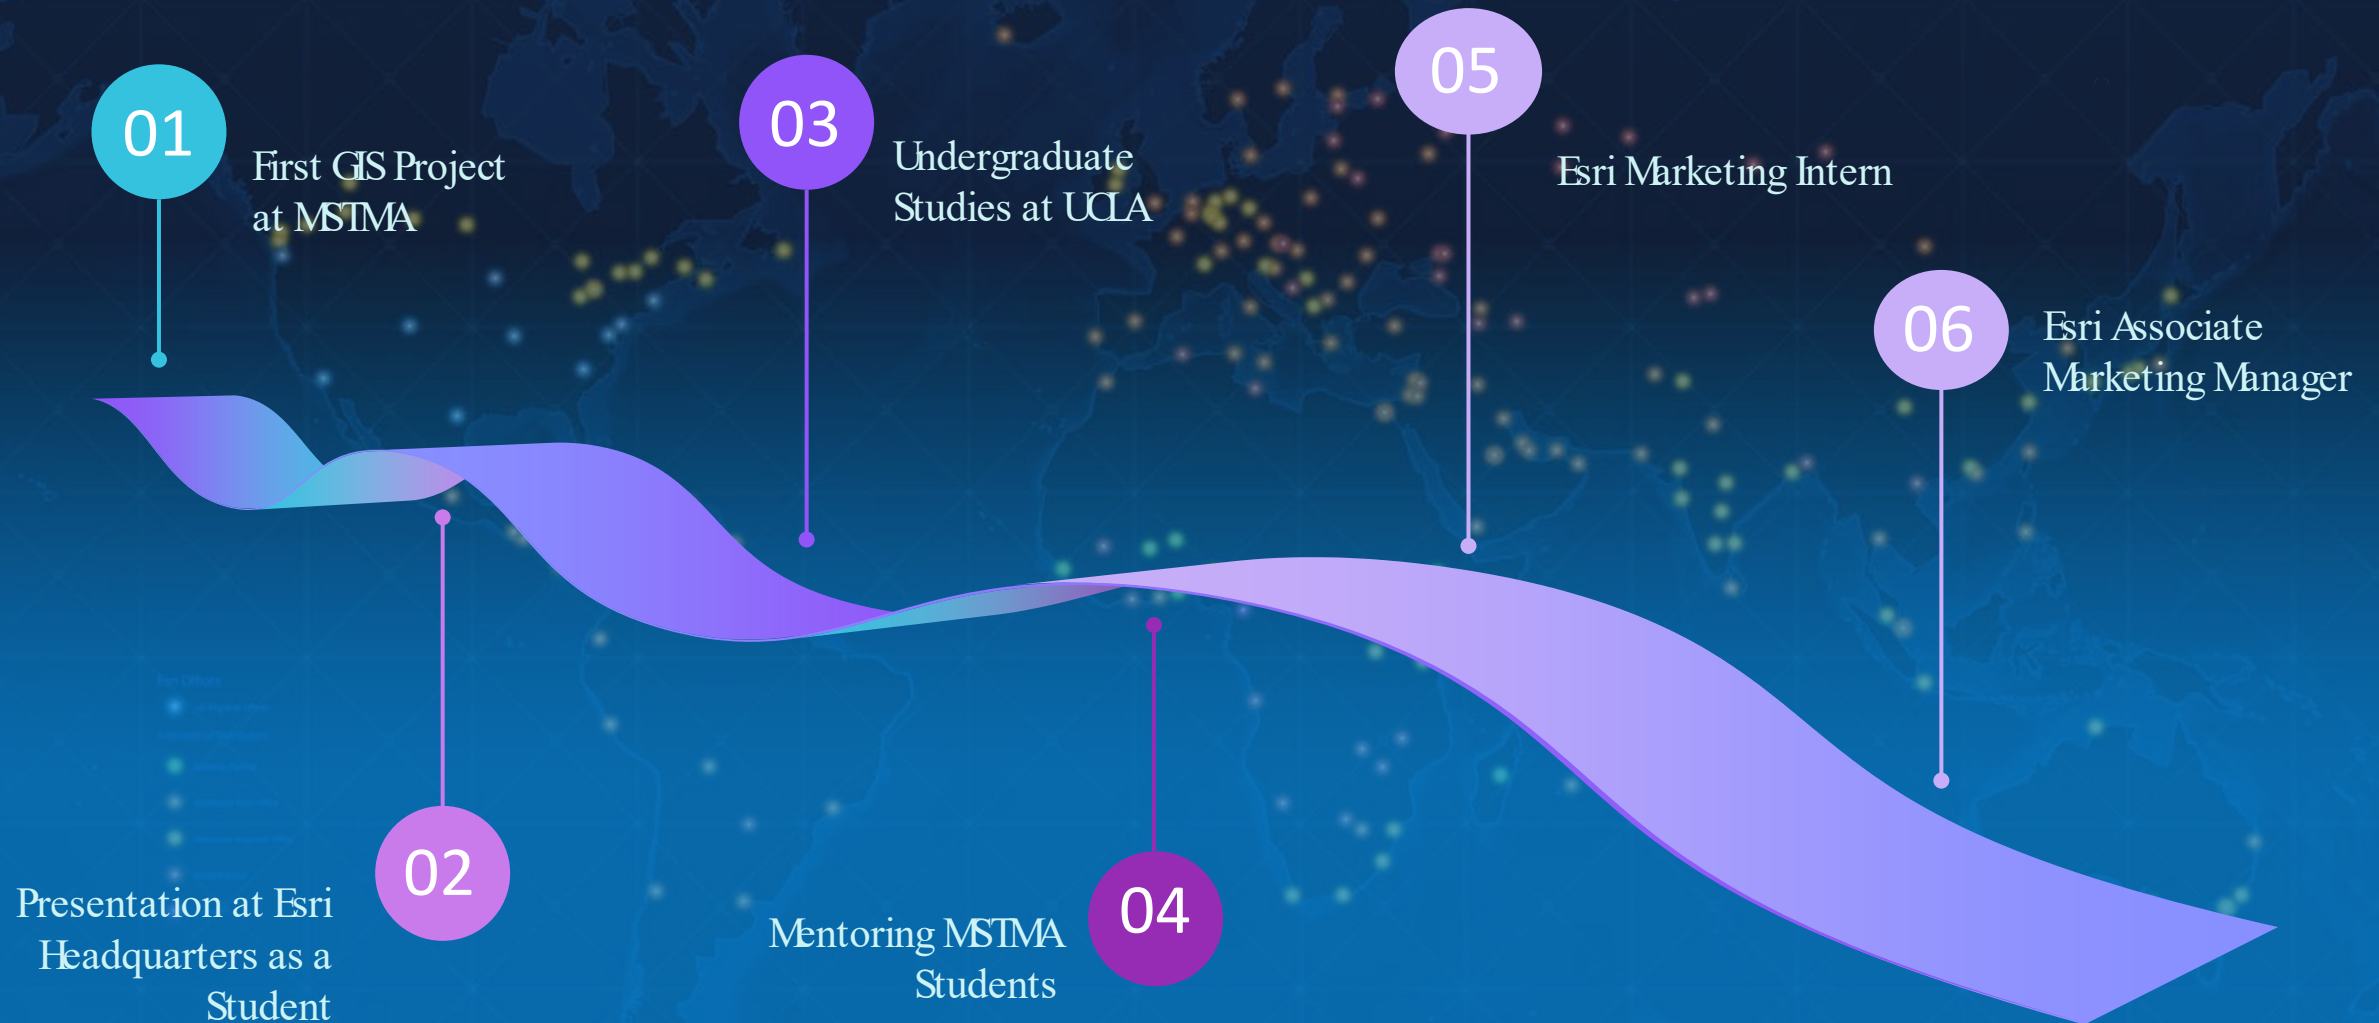 01
First GIS Project
at MSTMA
02
Presentation at Esri
Headquarters as a
Student
03
Undergraduate
Studies at UCLA
04
Mentoring MSTMA
Students
05
Esri Marketing Intern
06
Esri Associate
Marketing Manager